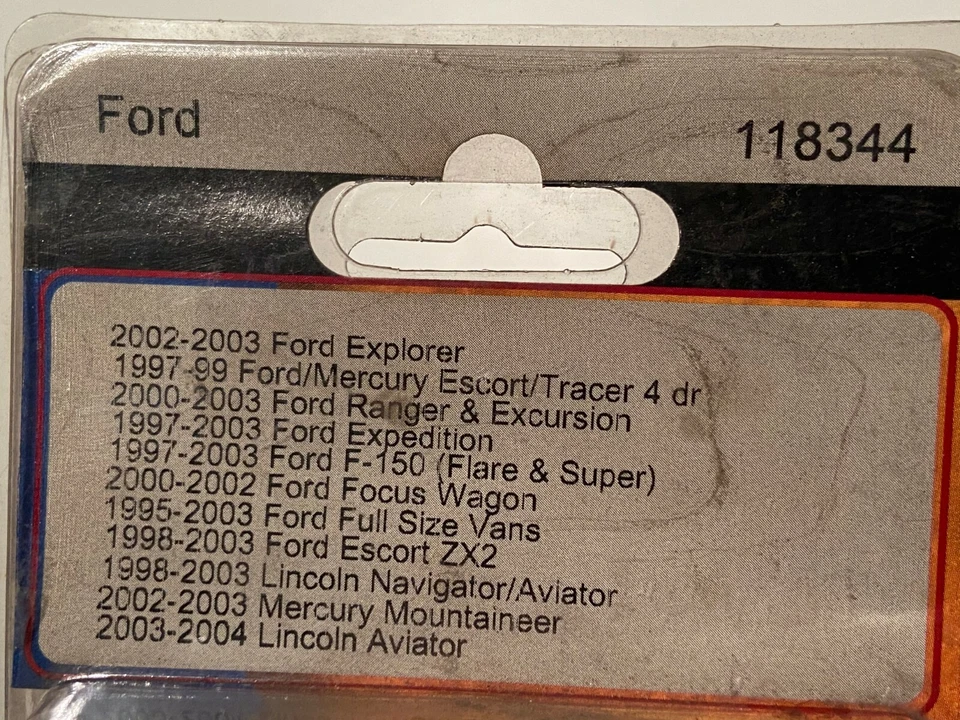 Ford
118344
2002-2003 Ford Explorer
1997-99 Ford/Mercury Escort/Tracer 4 dr
2000-2003 Ford Ranger & Excursion
1997-2003 Ford Expedition
1997-2003 Ford F-150 (Flare & Super)
2000-2002 Ford Focus Wagon
1995-2003 Ford Full Size Vans
1998-2003 Ford Escort ZX2
1998-2003 Lincoln Navigator/Aviator
2002-2003 Mercury Mountaineer
2003-2004 Lincoln Aviator